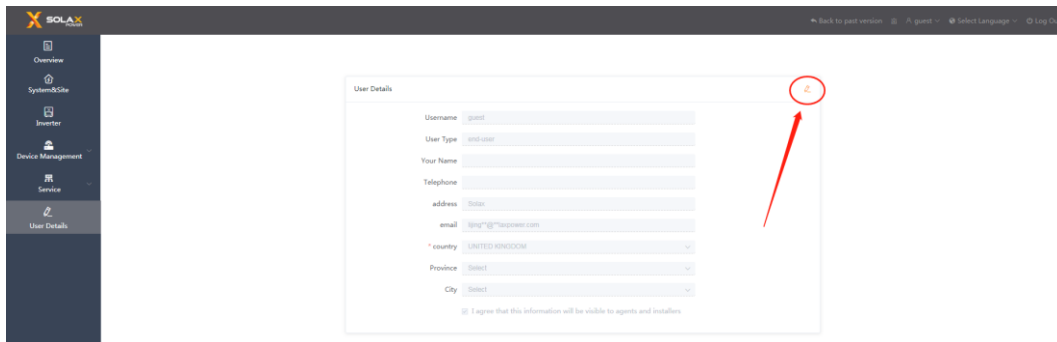 SOLAX POWER
Back to past version guest Select Language Log Ou
Overview
System&Site
Inverter
Device Management
Service
User Details
User Details
Username guest
User Type end-user
Your Name
Telephone
address Solax
email
* country UNITED KINGDOM
Province Select
City Select
I agree that this information will be visible to agents and installers